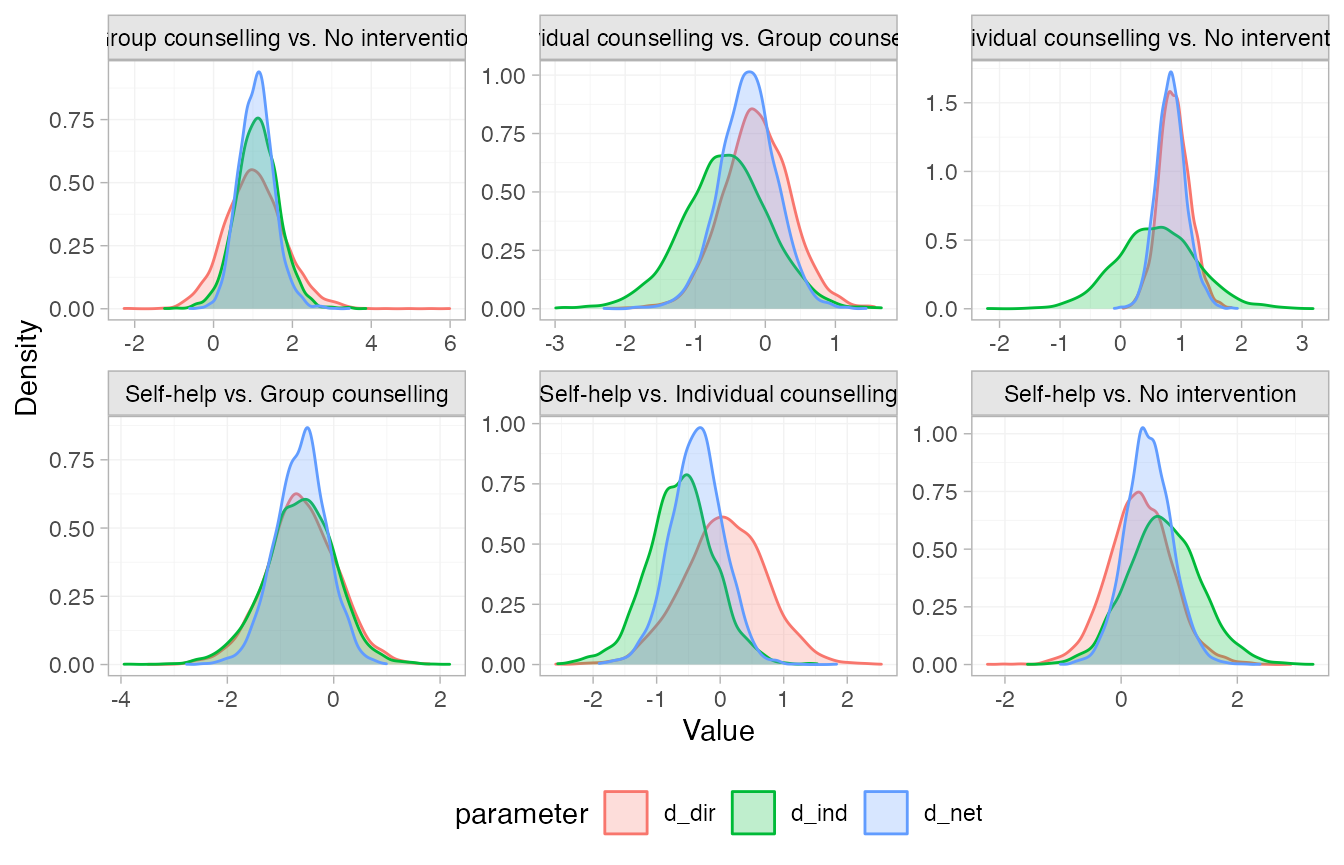 Group counselling vs. No interventio
vidual counselling vs. Group counse
ividual counselling vs. No intervent
0.75
0.50
0.25
0.00
-2 0 2 4 6
1.00
0.75
0.50
0.25
0.00
-3 -2 -1 0 1
1.5
1.0
0.5
0.0
-2 -1 0 1 2 3
Self-help vs. Group counselling
Self-help vs. Individual counselling
Self-help vs. No intervention
0.75
0.50
0.25
0.00
-4 -2 0 2
1.00
0.75
0.50
0.25
0.00
-2 -1 0 1 2
1.00
0.75
0.50
0.25
0.00
-2 0 2
Density
Value
parameter d_dir d_ind d_net